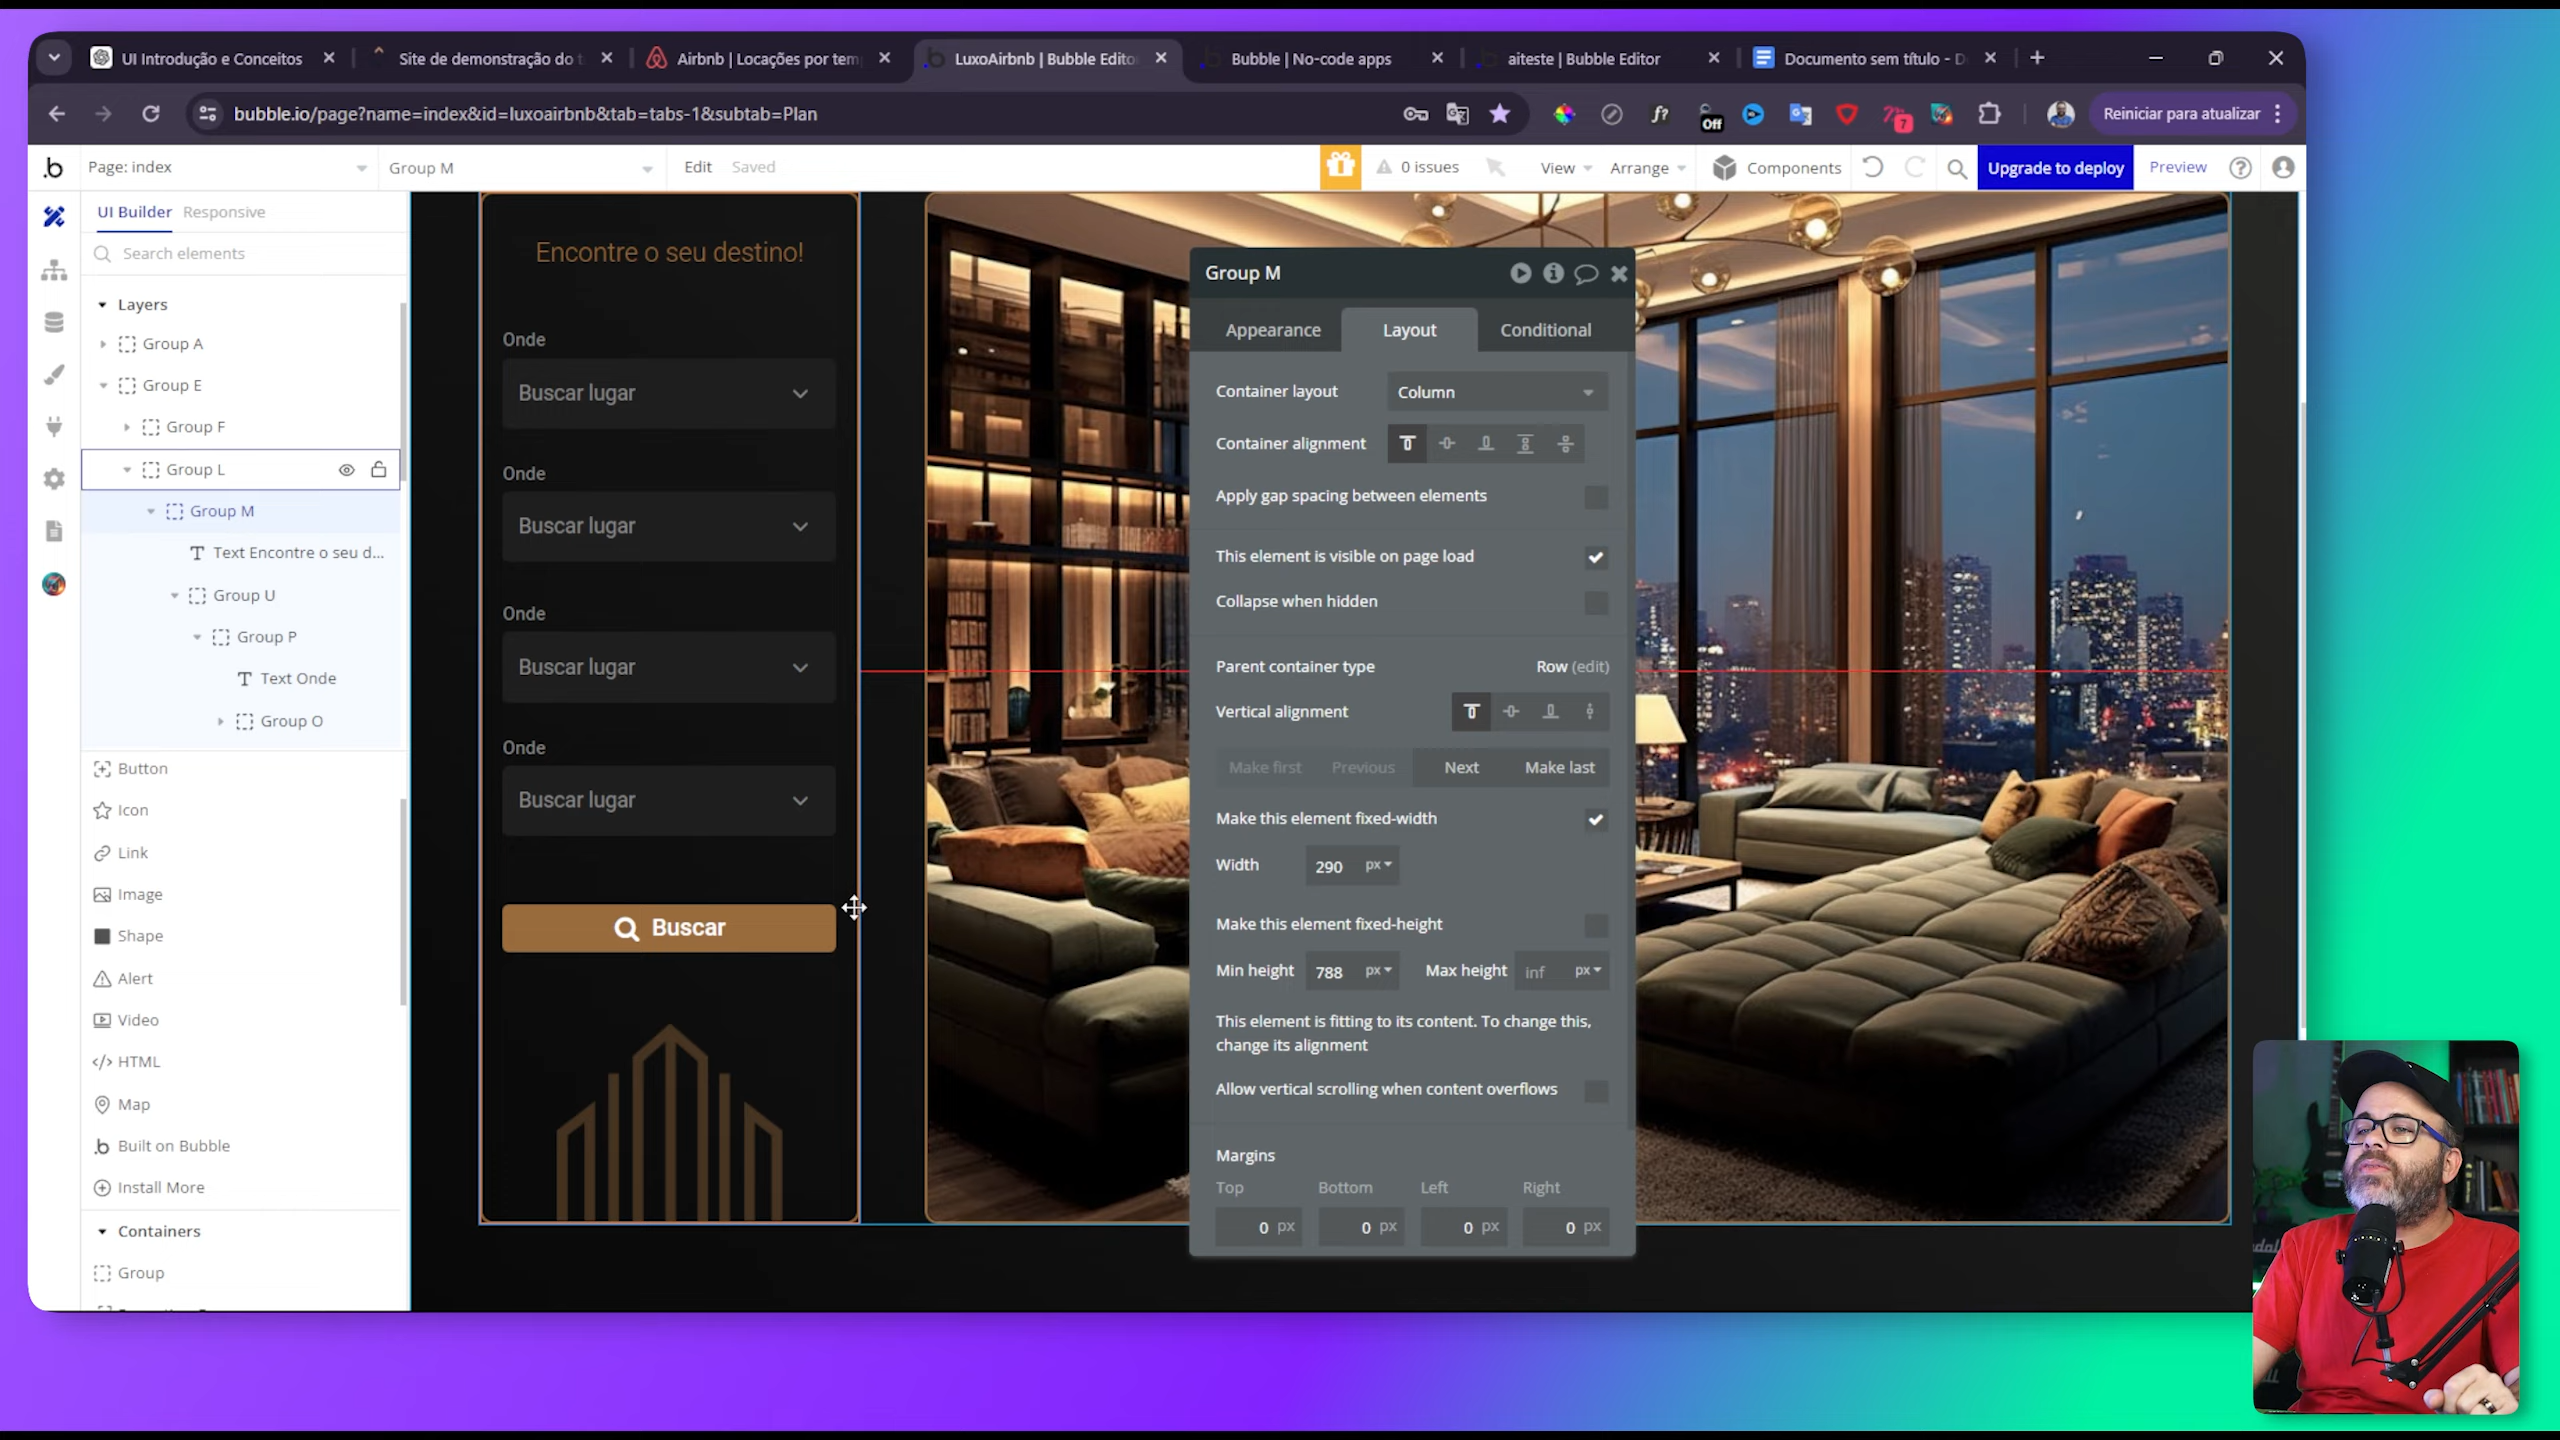 UI Introdução e Conceitos
Site de demonstração do t
Airbnb | Locações por tem
LuxoAirbnb | Bubble Edito
Bubble | No-code apps
aiteste | Bubble Editor
Documento sem título - D
bubble.io/page?name=index&id=luxoairbnb&tab=tabs-1&subtab=Plan
f?
Off
7
Reiniciar para atualizar
.b
Page: index
Group M
Edit
Saved
0 issues
View
Arrange
Components
Upgrade to deploy
Preview
UI Builder
Responsive
Search elements
Layers
Group A
Group E
Group F
Group L
Group M
Text Encontre o seu d...
Group U
Group P
Text Onde
Group O
Button
Icon
Link
Image
Shape
Alert
Video
HTML
Map
Built on Bubble
Install More
Containers
Group
Encontre o seu destino!
Onde
Buscar lugar
Onde
Buscar lugar
Onde
Buscar lugar
Onde
Buscar lugar
Buscar
Group M
Appearance
Layout
Conditional
Container layout
Column
Container alignment
Apply gap spacing between elements
This element is visible on page load
Collapse when hidden
Parent container type
Row (edit)
Vertical alignment
Make first
Previous
Next
Make last
Make this element fixed-width
Width
290 px
Make this element fixed-height
Min height
788 px
Max height
inf px
This element is fitting to its content. To change this,
change its alignment
Allow vertical scrolling when content overflows
Margins
Top
Bottom
Left
Right
0 px
0 px
0 px
0 px